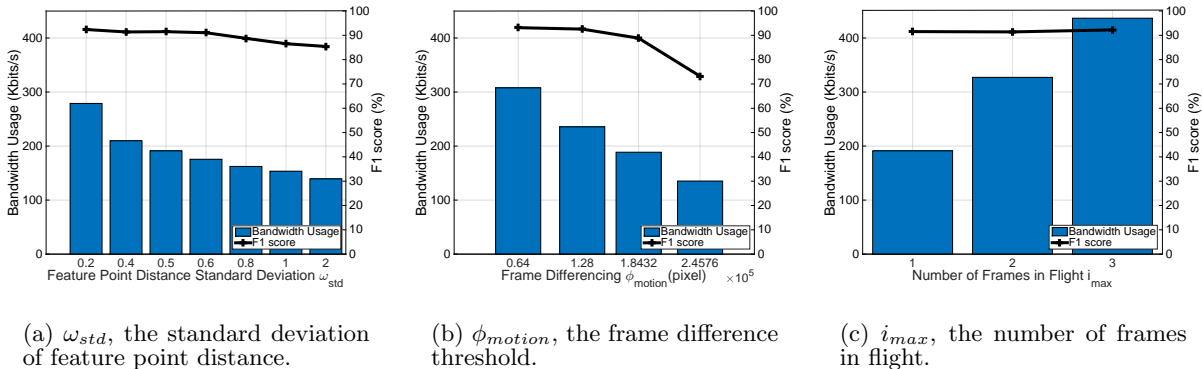 Bandwidth Usage (Kbits/s)
400
300
200
100
0
100
90
80
70
60
50
40
30
20
10
0
F1 score (%)
Bandwidth Usage
F1 score
0.2 0.4 0.5 0.6 0.8 1 2
Feature Point Distance Standard Deviation ω_std
(a) ω_std, the standard deviation
of feature point distance.
Bandwidth Usage (Kbits/s)
400
300
200
100
0
100
90
80
70
60
50
40
30
20
10
0
F1 score (%)
Bandwidth Usage
F1 score
0.64 1.28 1.8432 2.4576
Frame Differencing ϕ_motion (pixel) ×10^5
(b) ϕ_motion, the frame difference
threshold.
Bandwidth Usage (Kbits/s)
400
300
200
100
0
100
90
80
70
60
50
40
30
20
10
0
F1 score (%)
Bandwidth Usage
F1 score
1 2 3
Number of Frames in Flight i_max
(c) i_max, the number of frames
in flight.